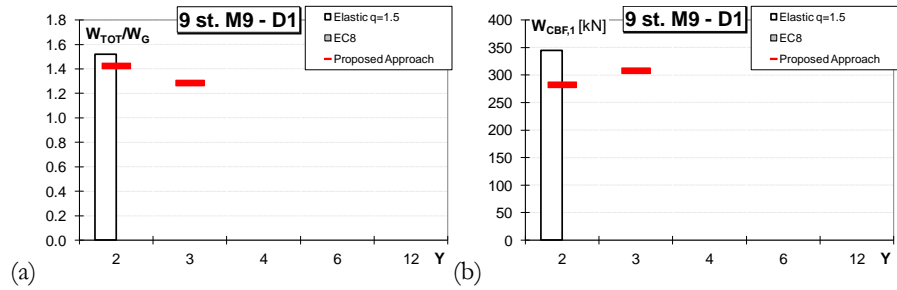 9 st. M9 - D1
W_TOT/W_G
Elastic q=1.5
EC8
Proposed Approach
1.8
1.6
1.4
1.2
1.0
0.8
0.6
0.4
0.2
0.0
2 3 4 6 12 Y
(a)
9 st. M9 - D1
W_CBF,1 [kN]
Elastic q=1.5
EC8
Proposed Approach
400
350
300
250
200
150
100
50
0
2 3 4 6 12 Y
(b)